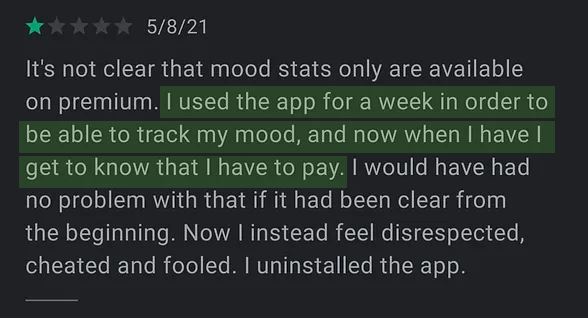 5/8/21
It's not clear that mood stats only are available
on premium. I used the app for a week in order to
be able to track my mood, and now when I have I
get to know that I have to pay. I would have had
no problem with that if it had been clear from
the beginning. Now I instead feel disrespected,
cheated and fooled. I uninstalled the app.